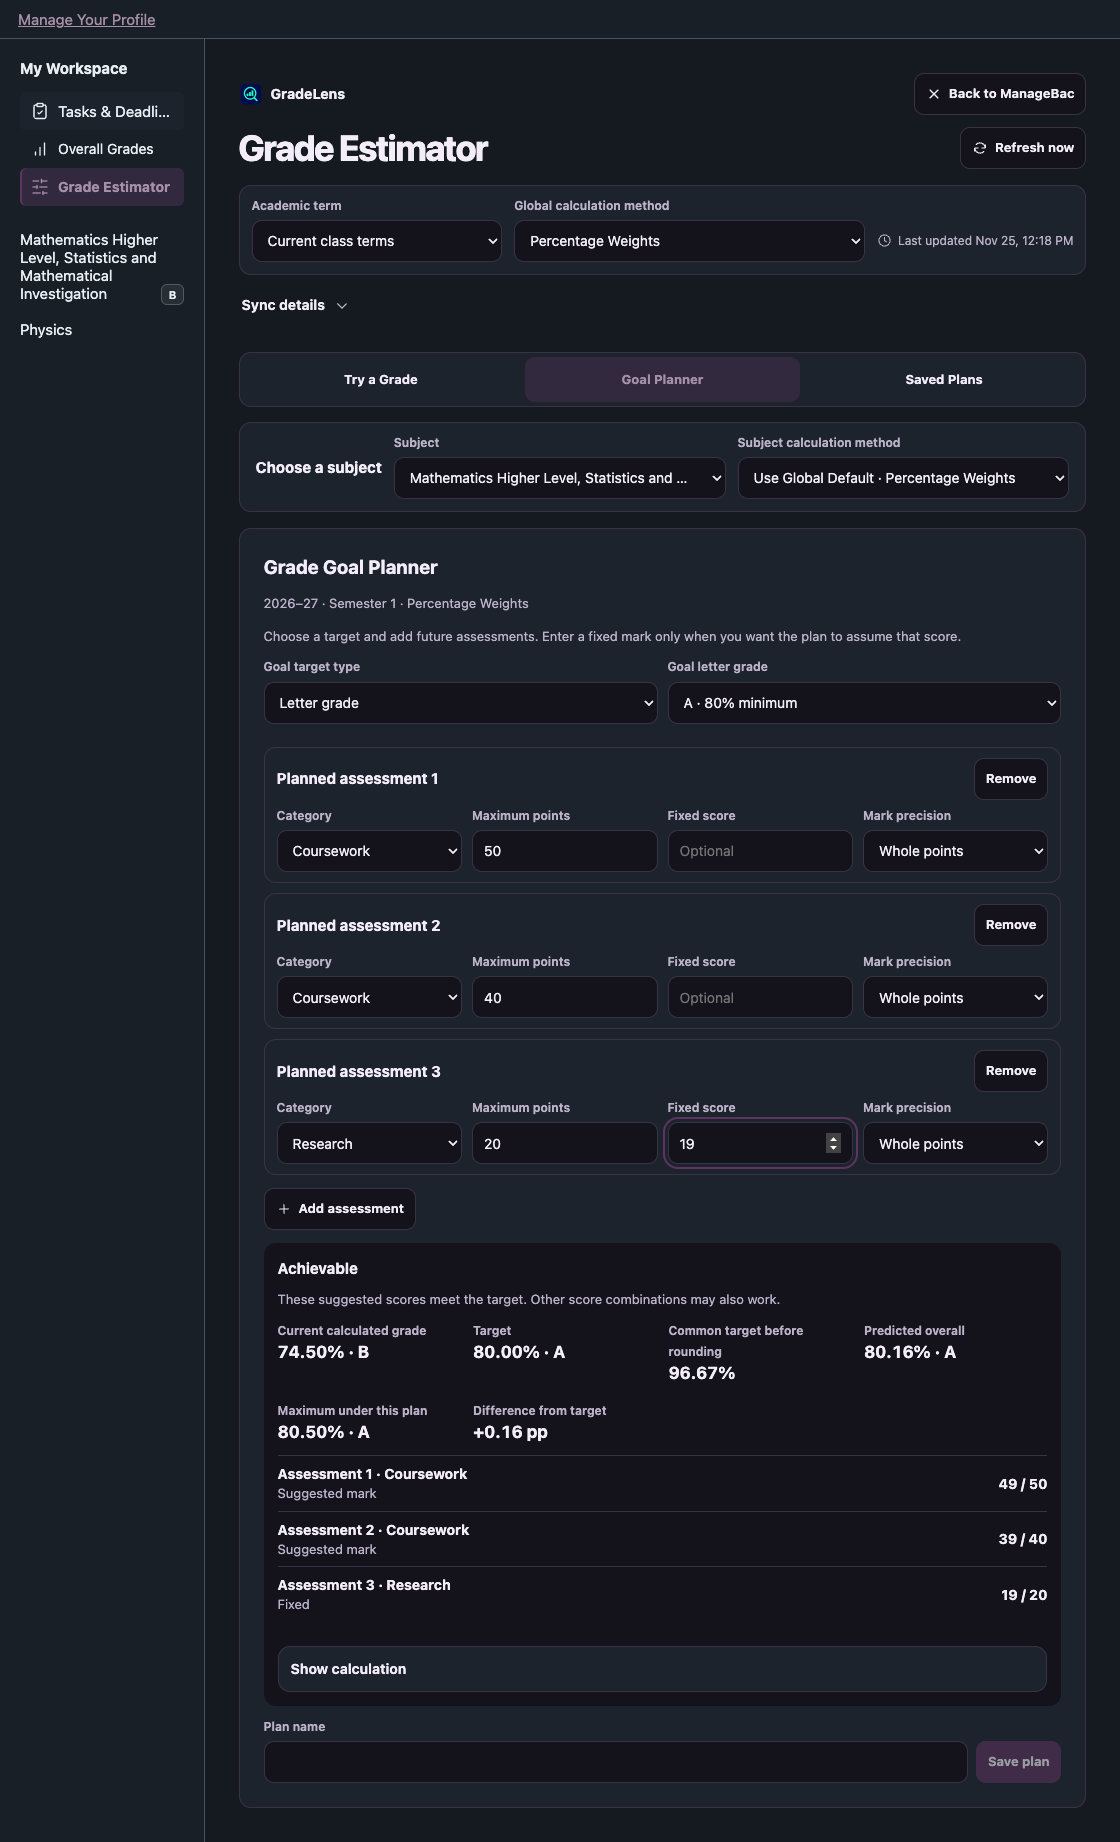 Manage Your Profile
My Workspace
Tasks & Deadli...
Overall Grades
Grade Estimator
Mathematics Higher
Level, Statistics and
Mathematical
Investigation
B
Physics
GradeLens
Back to ManageBac
Grade Estimator
Refresh now
Academic term
Global calculation method
Current class terms
Percentage Weights
Last updated Nov 25, 12:18 PM
Sync details
Try a Grade
Goal Planner
Saved Plans
Choose a subject
Subject
Subject calculation method
Mathematics Higher Level, Statistics and ...
Use Global Default · Percentage Weights
Grade Goal Planner
2026–27 · Semester 1 · Percentage Weights
Choose a target and add future assessments. Enter a fixed mark only when you want the plan to assume that score.
Goal target type
Goal letter grade
Letter grade
A · 80% minimum
Planned assessment 1
Remove
Category
Maximum points
Fixed score
Mark precision
Coursework
50
Optional
Whole points
Planned assessment 2
Remove
Category
Maximum points
Fixed score
Mark precision
Coursework
40
Optional
Whole points
Planned assessment 3
Remove
Category
Maximum points
Fixed score
Mark precision
Research
20
19
Whole points
Add assessment
Achievable
These suggested scores meet the target. Other score combinations may also work.
Current calculated grade
74.50% · B
Target
80.00% · A
Common target before
rounding
96.67%
Predicted overall
80.16% · A
Maximum under this plan
80.50% · A
Difference from target
+0.16 pp
Assessment 1 · Coursework
Suggested mark
49 / 50
Assessment 2 · Coursework
Suggested mark
39 / 40
Assessment 3 · Research
Fixed
19 / 20
Show calculation
Plan name
Save plan